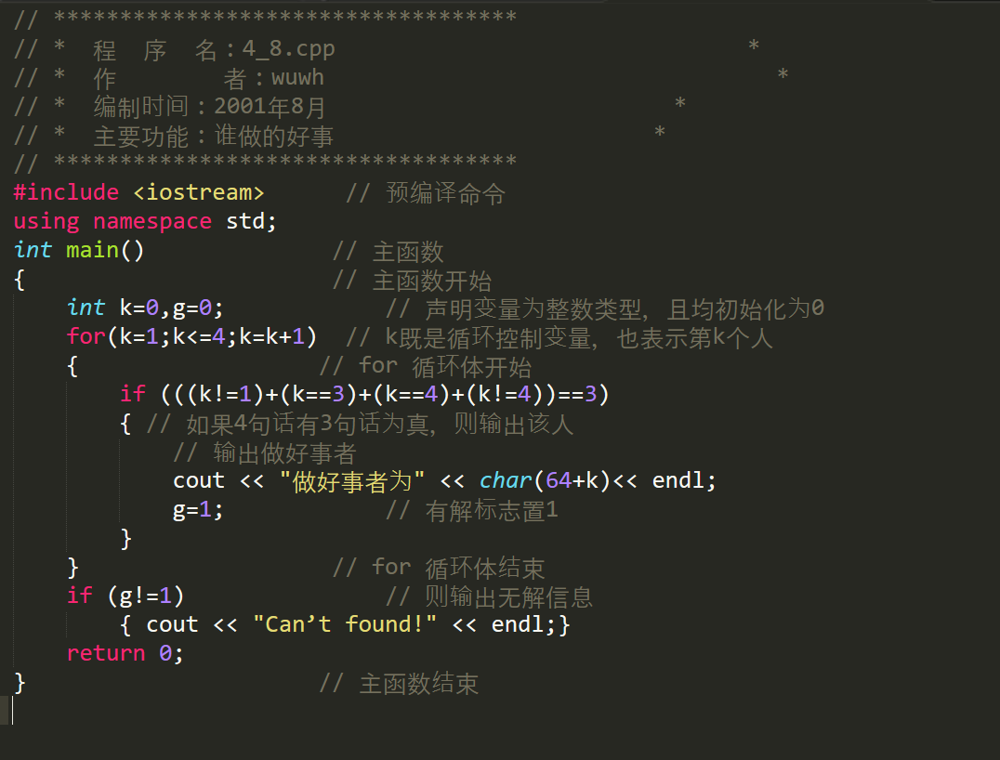 // ***********************************
// *  程  序  名：4_8.cpp                               *
// *  作        者：wuwh                                  *
// *  编制时间：2001年8月                          *
// *  主要功能：谁做的好事                        *
// ***********************************
#include <iostream>      // 预编译命令
using namespace std;
int main()              // 主函数
{                       // 主函数开始
    int k=0,g=0;            // 声明变量为整数类型，且均初始化为0
    for(k=1;k<=4;k=k+1)  // k既是循环控制变量，也表示第k个人
    {                  // for 循环体开始
        if (((k!=1)+(k==3)+(k==4)+(k!=4))==3)
        { // 如果4句话有3句话为真，则输出该人
            // 输出做好事者
            cout << "做好事者为" << char(64+k)<< endl;
            g=1;            // 有解标志置1
        }
    }                   // for 循环体结束
    if (g!=1)               // 则输出无解信息
        { cout << "Can’t found!" << endl;}
    return 0;
}                      // 主函数结束